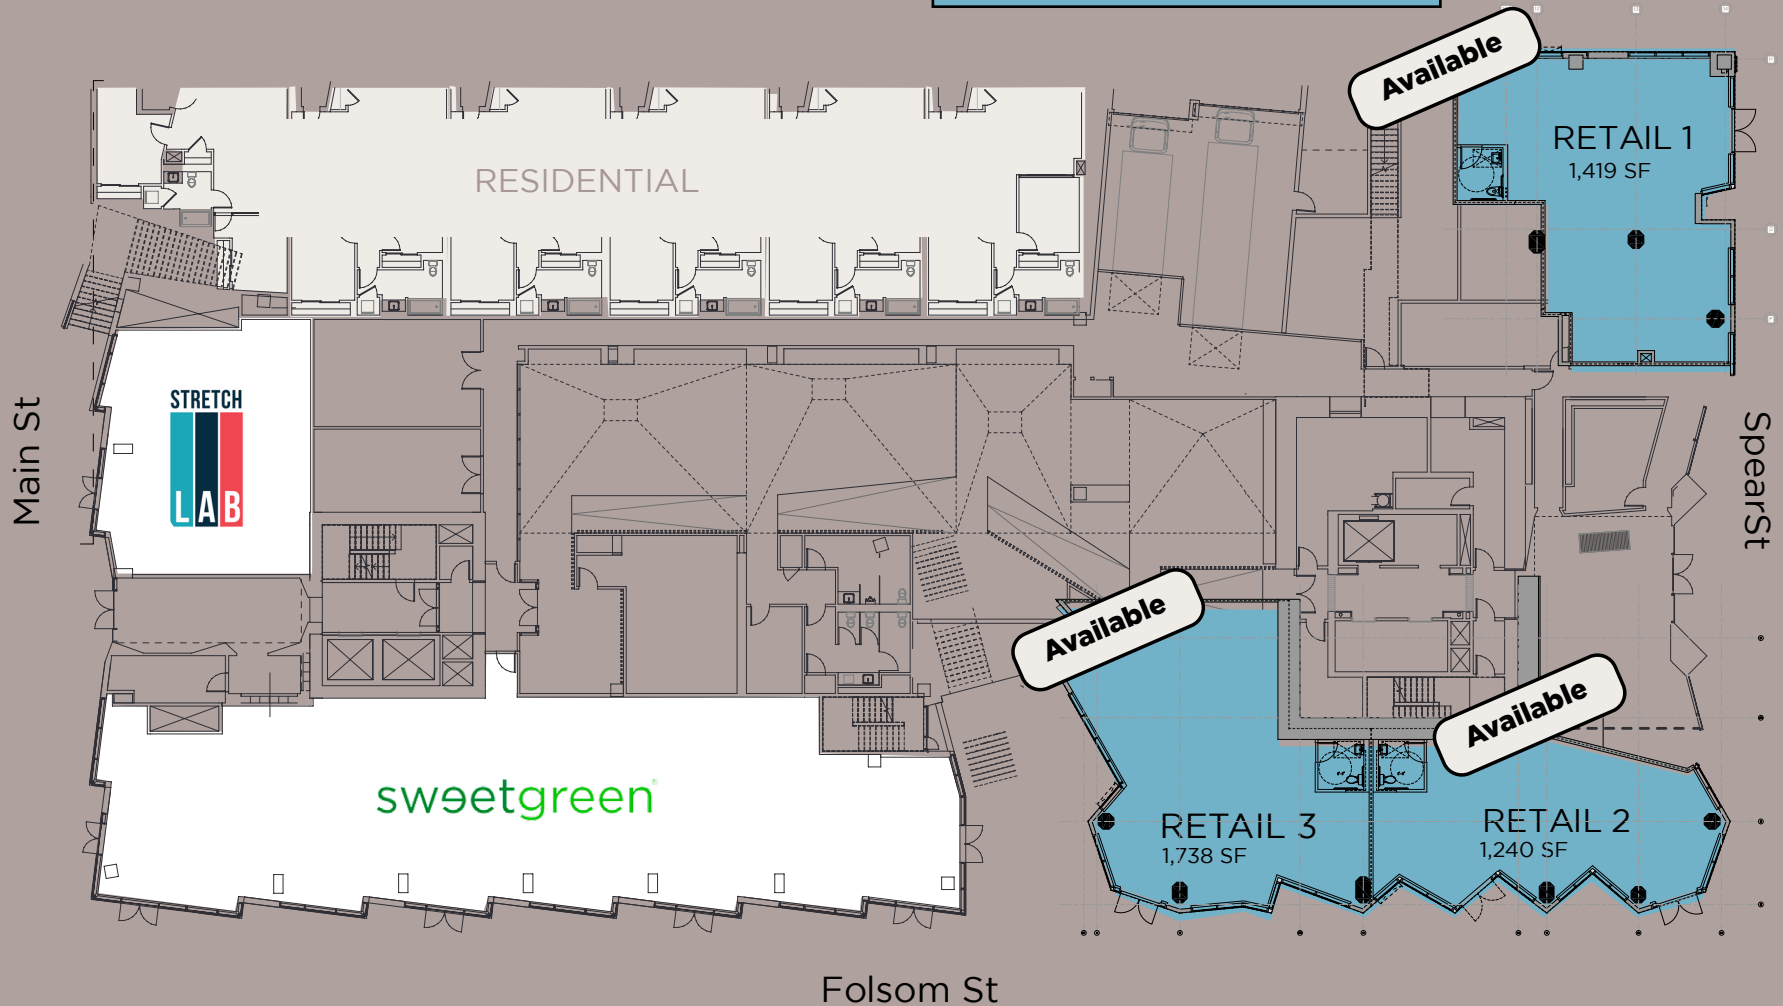 Available
RETAIL 1
1,419 SF
RESIDENTIAL
STRETCH
LAB
Main St
Spear St
Available
Available
sweetgreen
RETAIL 3
1,738 SF
RETAIL 2
1,240 SF
Folsom St